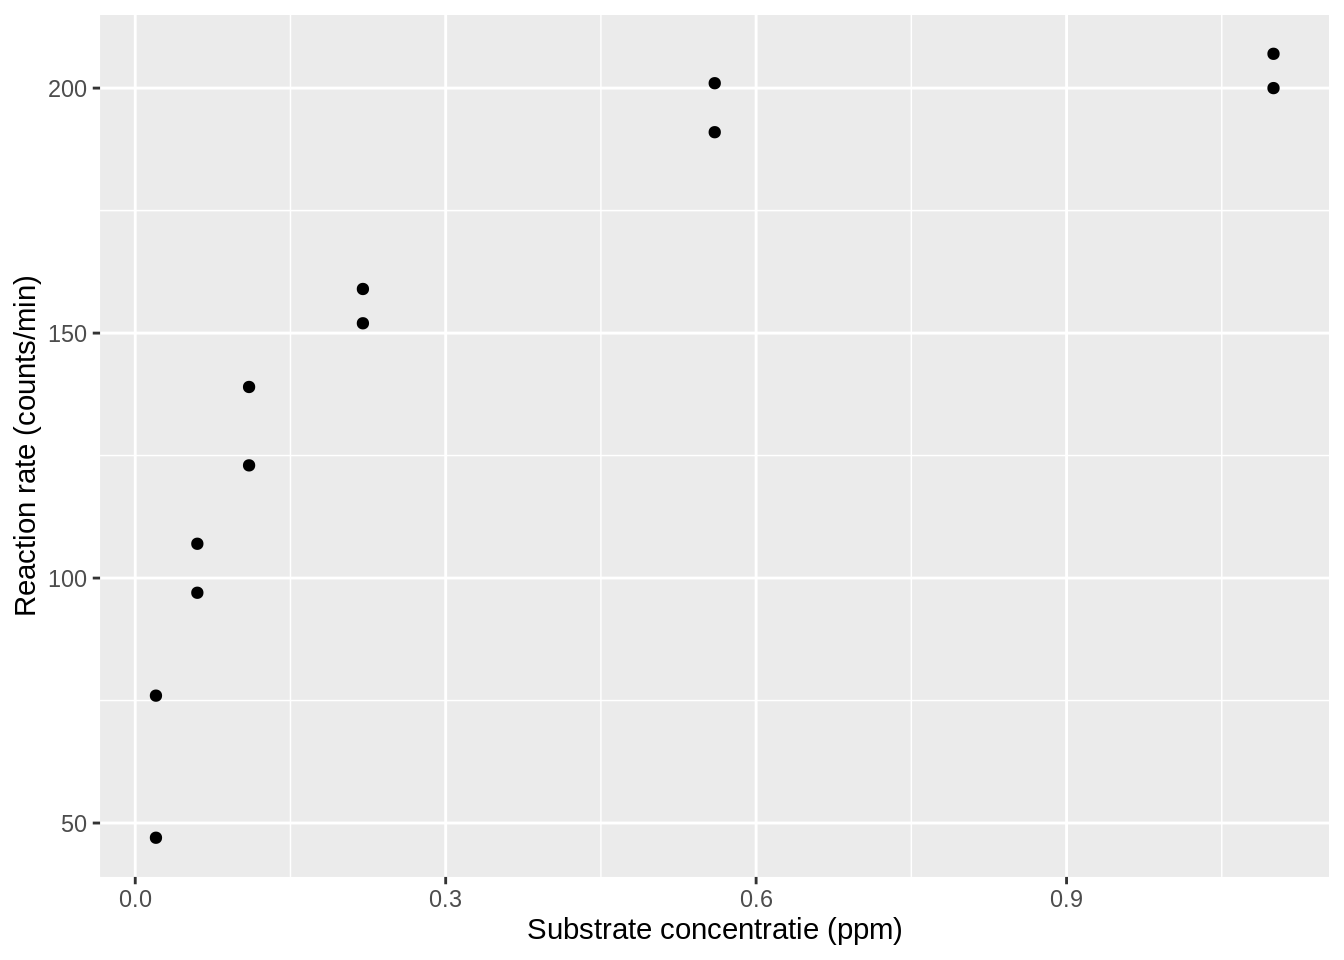 200
150
100
50
Reaction rate (counts/min)
0.0 0.3 0.6 0.9
Substrate concentratie (ppm)